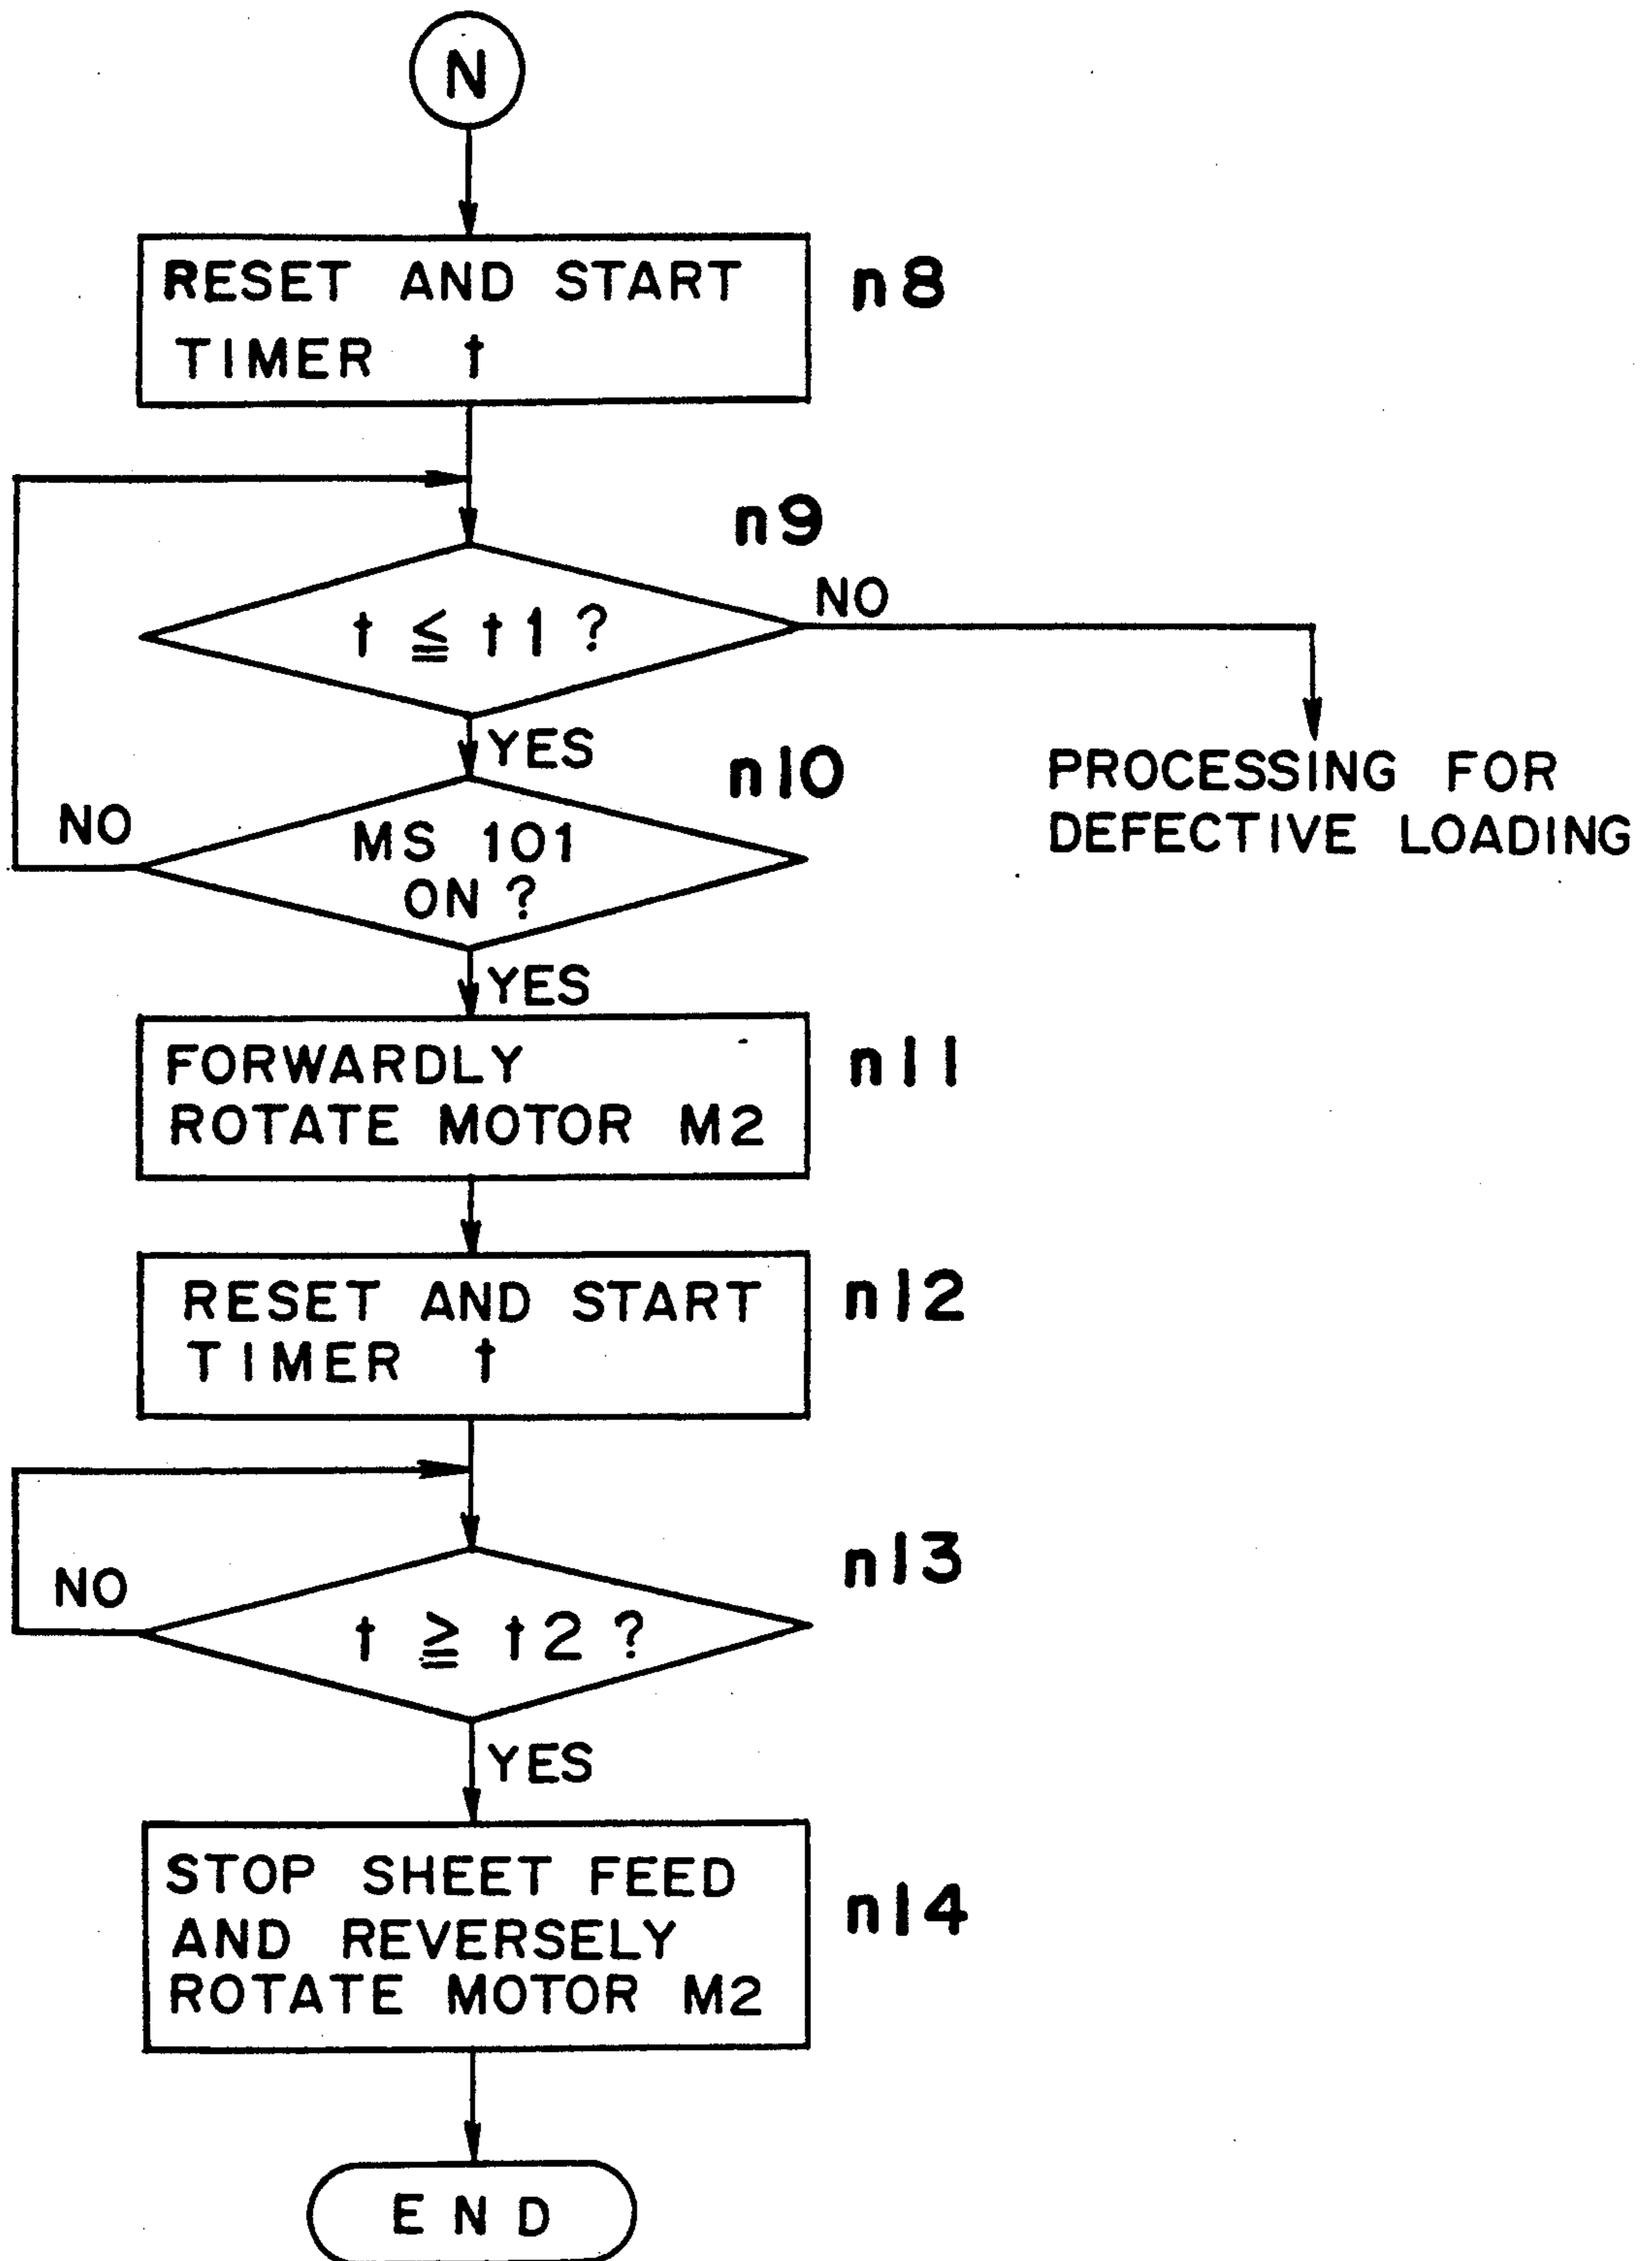 N
RESET AND START
TIMER t
n8
n9
t ≦ t1 ?
NO
YES
PROCESSING FOR
DEFECTIVE LOADING
n10
NO
MS 101
ON ?
YES
FORWARDLY
ROTATE MOTOR M2
n11
RESET AND START
TIMER t
n12
n13
NO
t ≧ t2 ?
YES
STOP SHEET FEED
AND REVERSELY
ROTATE MOTOR M2
n14
END